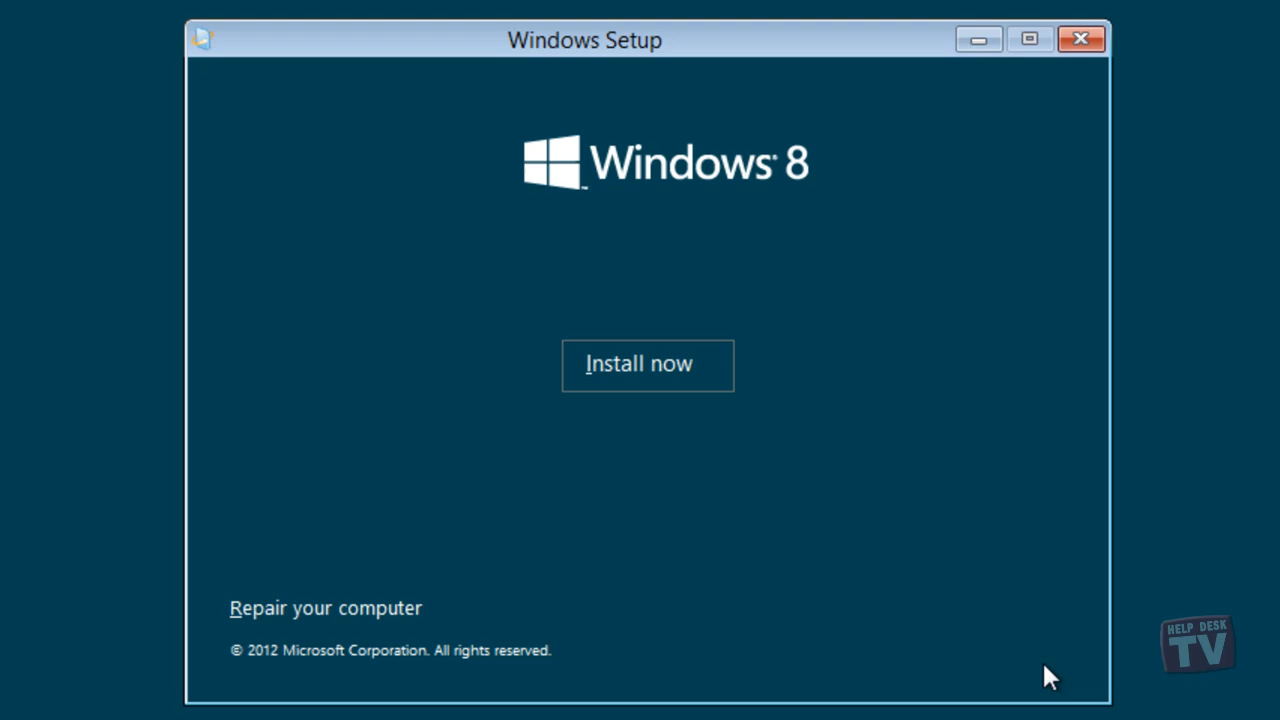 Windows Setup
Windows® 8
Install now
Repair your computer
© 2012 Microsoft Corporation. All rights reserved.
HELP DESK
TV